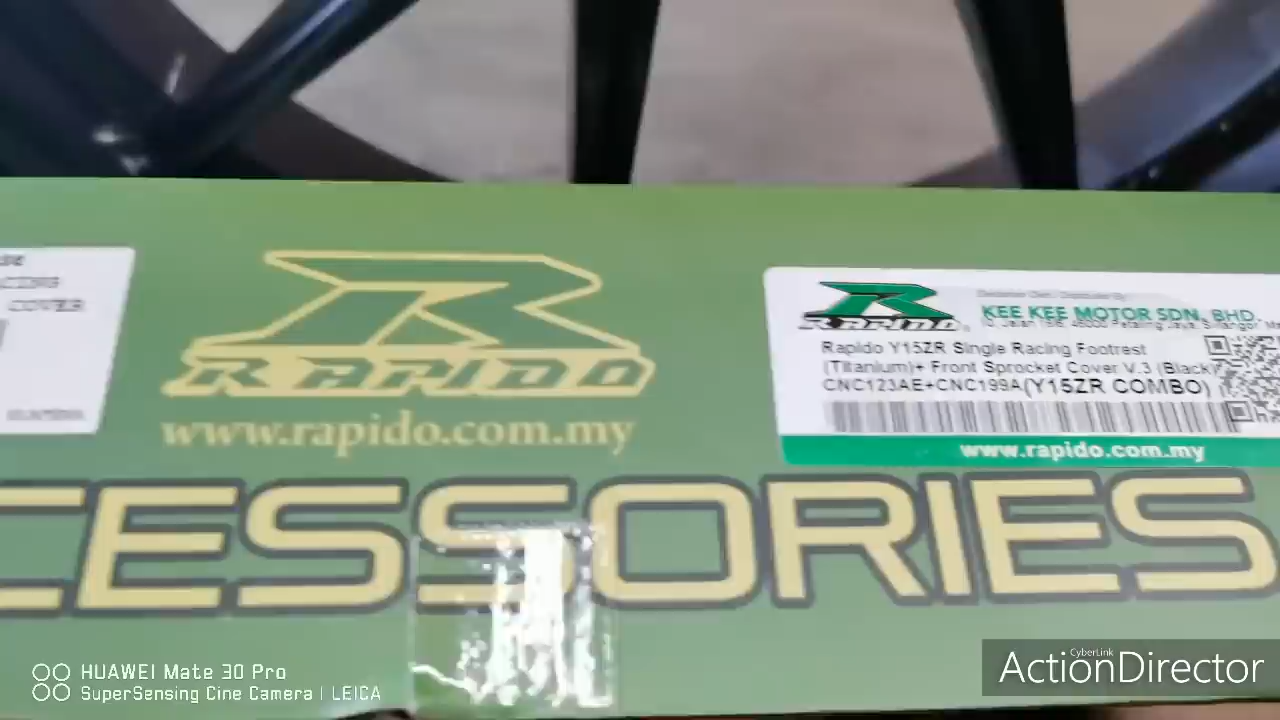 COVER
RAPIDO
www.rapido.com.my
RAPIDO
KEE KEE MOTOR SDN. BHD.
Rapido Y15ZR Single Racing Footrest
(Titanium)+ Front Sprocket Cover V.3 (Black)
CNC123AE+CNC199A(Y15ZR COMBO)
www.rapido.com.my
CESSORIES
HUAWEI Mate 30 Pro
SuperSensing Cine Camera | LEICA
CyberLink
ActionDirector